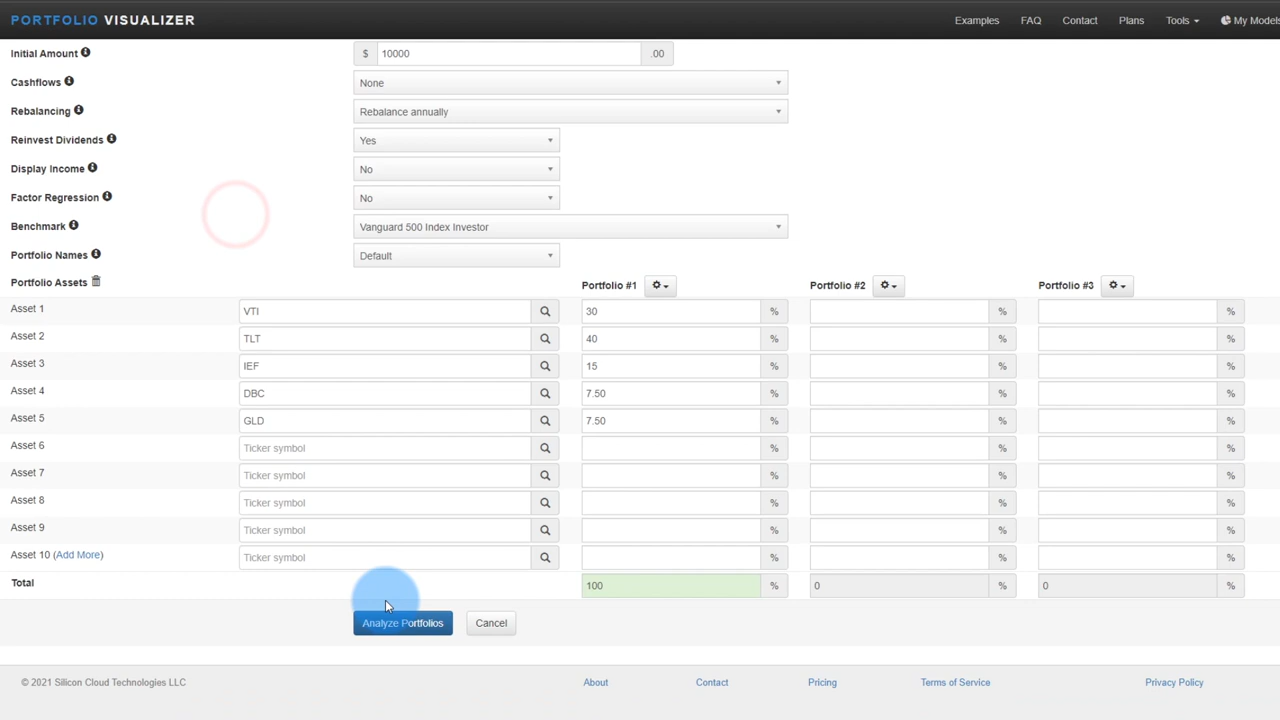 PORTFOLIO VISUALIZER Examples FAQ Contact Plans Tools My Models
Initial Amount $ 10000 .00
Cashflows None
Rebalancing Rebalance annually
Reinvest Dividends Yes
Display Income No
Factor Regression No
Benchmark Vanguard 500 Index Investor
Portfolio Names Default
Portfolio Assets Portfolio #1 Portfolio #2 Portfolio #3
Asset 1 VTI 30 % % %
Asset 2 TLT 40 % % %
Asset 3 IEF 15 % % %
Asset 4 DBC 7.50 % % %
Asset 5 GLD 7.50 % % %
Asset 6 Ticker symbol % % %
Asset 7 Ticker symbol % % %
Asset 8 Ticker symbol % % %
Asset 9 Ticker symbol % % %
Asset 10 (Add More) Ticker symbol % % %
Total 100 % 0 % 0 %
Analyze Portfolios Cancel
© 2021 Silicon Cloud Technologies LLC About Contact Pricing Terms of Service Privacy Policy